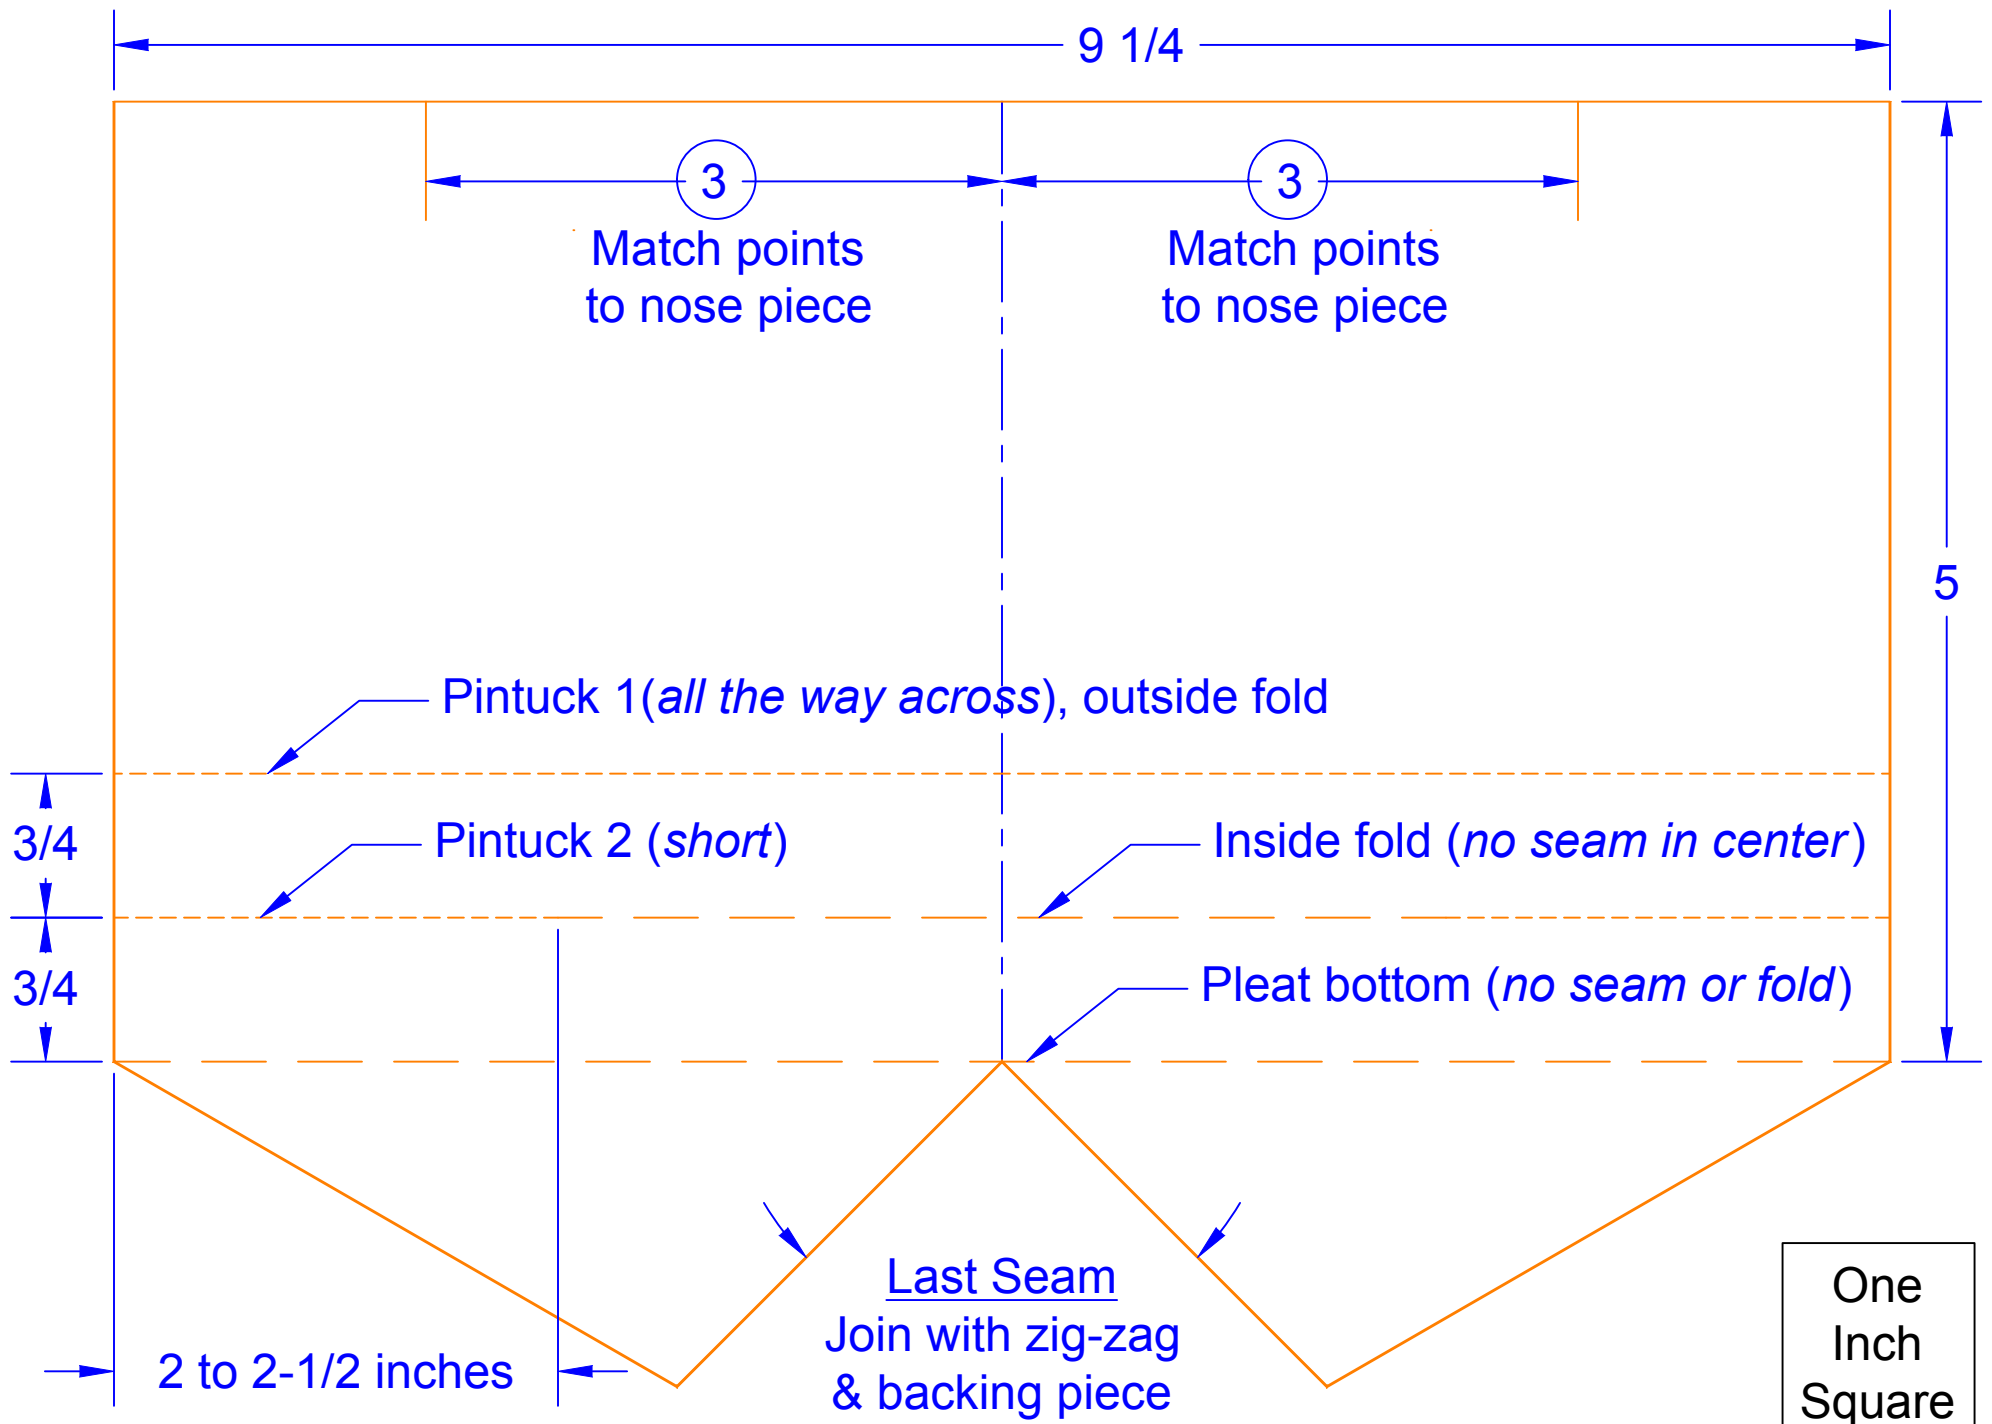 9 1/4
3
3
Match points
to nose piece
Match points
to nose piece
5
Pintuck 1(all the way across), outside fold
3/4
Pintuck 2 (short)
Inside fold (no seam in center)
3/4
Pleat bottom (no seam or fold)
Last Seam
Join with zig-zag
& backing piece
2 to 2-1/2 inches
One
Inch
Square